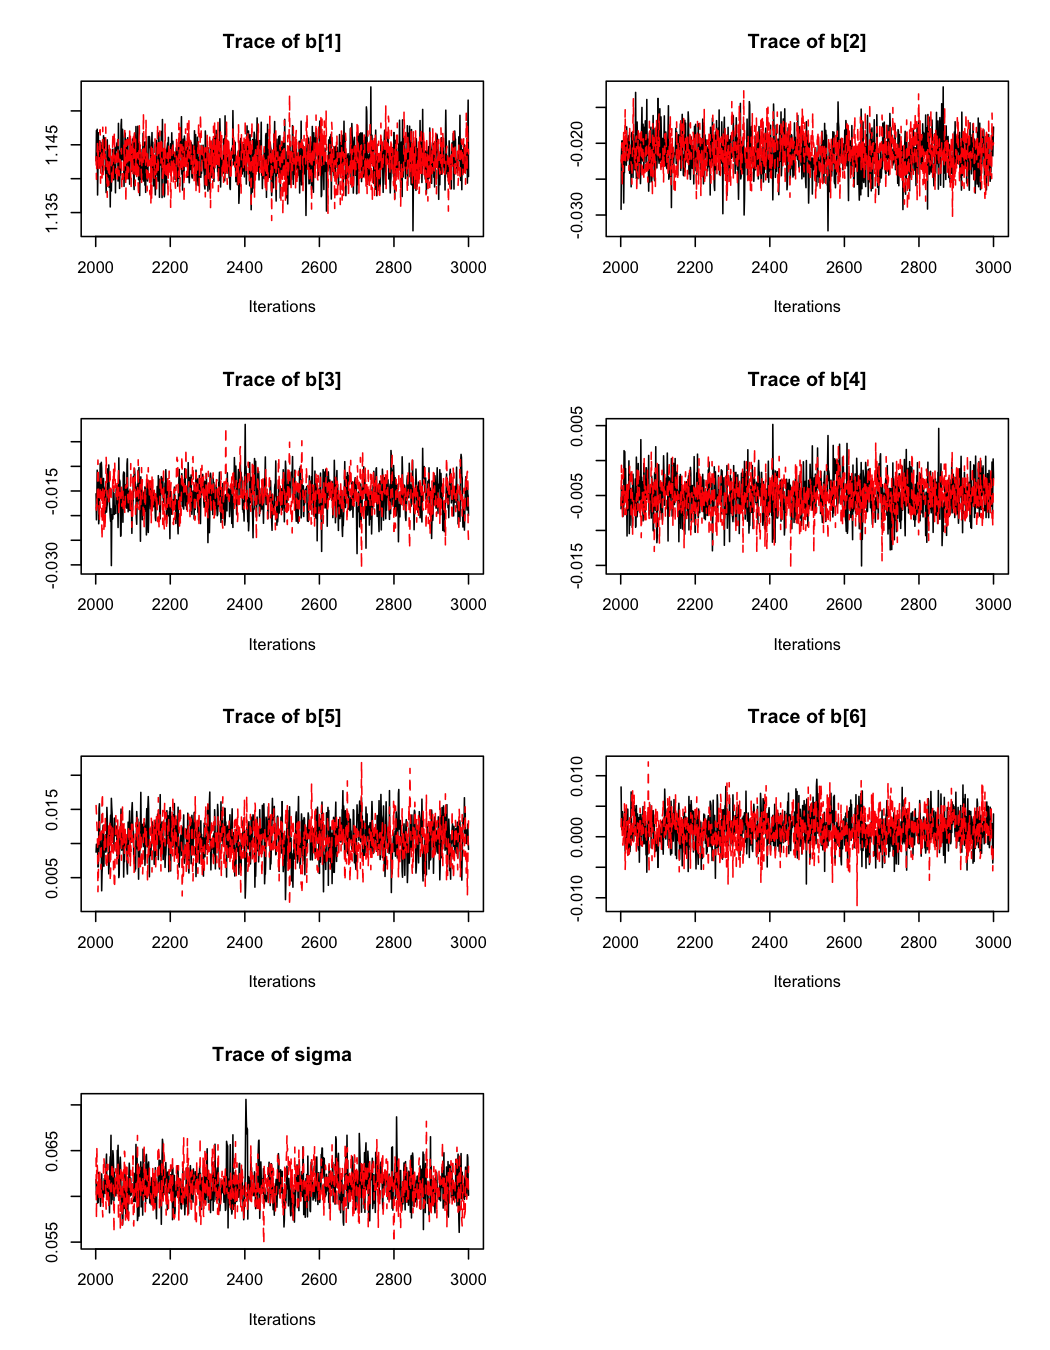 Trace of b[1]
1.145
1.135
2000 2200 2400 2600 2800 3000
Iterations
Trace of b[2]
-0.020
-0.030
2000 2200 2400 2600 2800 3000
Iterations
Trace of b[3]
-0.015
-0.030
2000 2200 2400 2600 2800 3000
Iterations
Trace of b[4]
0.005
-0.005
-0.015
2000 2200 2400 2600 2800 3000
Iterations
Trace of b[5]
0.015
0.005
2000 2200 2400 2600 2800 3000
Iterations
Trace of b[6]
0.010
0.000
-0.010
2000 2200 2400 2600 2800 3000
Iterations
Trace of sigma
0.065
0.055
2000 2200 2400 2600 2800 3000
Iterations